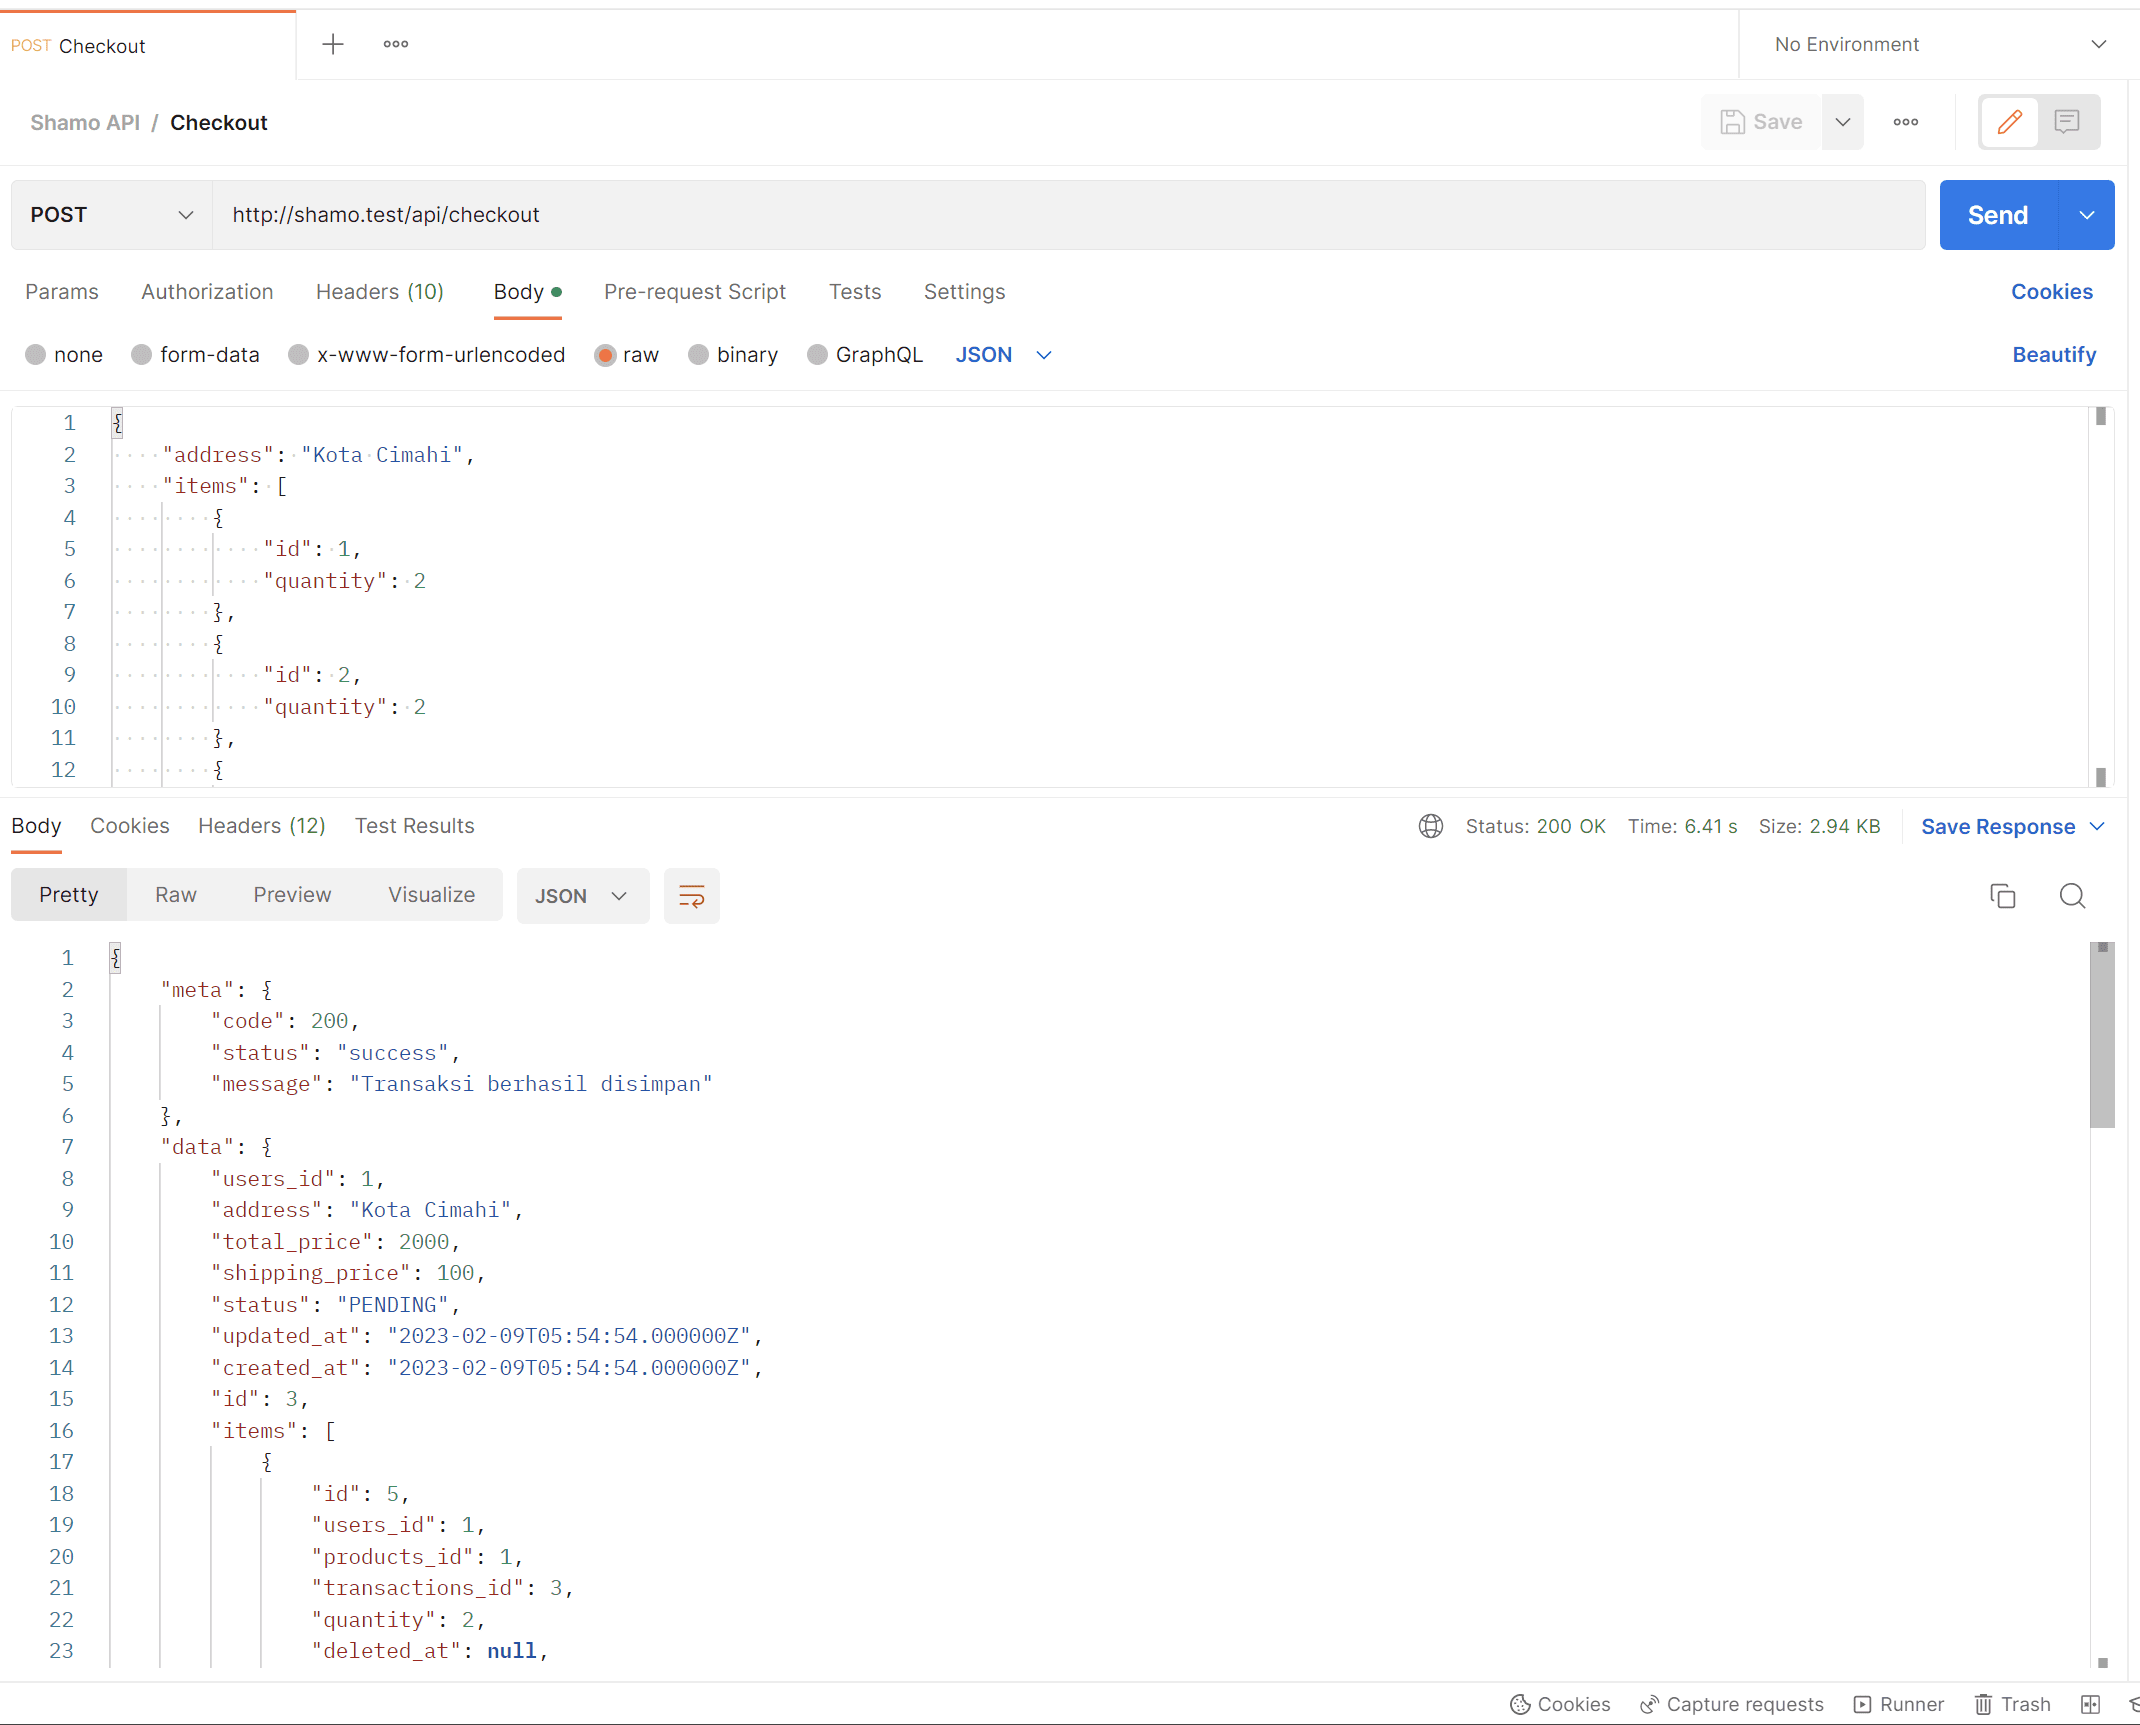 POST Checkout
No Environment
Shamo API / Checkout
Save
POST
http://shamo.test/api/checkout
Send
Params Authorization Headers (10) Body Pre-request Script Tests Settings Cookies
none form-data x-www-form-urlencoded raw binary GraphQL JSON Beautify
1 {
2 "address": "Kota Cimahi",
3 "items": [
4 {
5 "id": 1,
6 "quantity": 2
7 },
8 {
9 "id": 2,
10 "quantity": 2
11 },
12 {
Body Cookies Headers (12) Test Results Status: 200 OK Time: 6.41 s Size: 2.94 KB Save Response
Pretty Raw Preview Visualize JSON
1 {
2 "meta": {
3 "code": 200,
4 "status": "success",
5 "message": "Transaksi berhasil disimpan"
6 },
7 "data": {
8 "users_id": 1,
9 "address": "Kota Cimahi",
10 "total_price": 2000,
11 "shipping_price": 100,
12 "status": "PENDING",
13 "updated_at": "2023-02-09T05:54:54.000000Z",
14 "created_at": "2023-02-09T05:54:54.000000Z",
15 "id": 3,
16 "items": [
17 {
18 "id": 5,
19 "users_id": 1,
20 "products_id": 1,
21 "transactions_id": 3,
22 "quantity": 2,
23 "deleted_at": null,
Cookies Capture requests Runner Trash